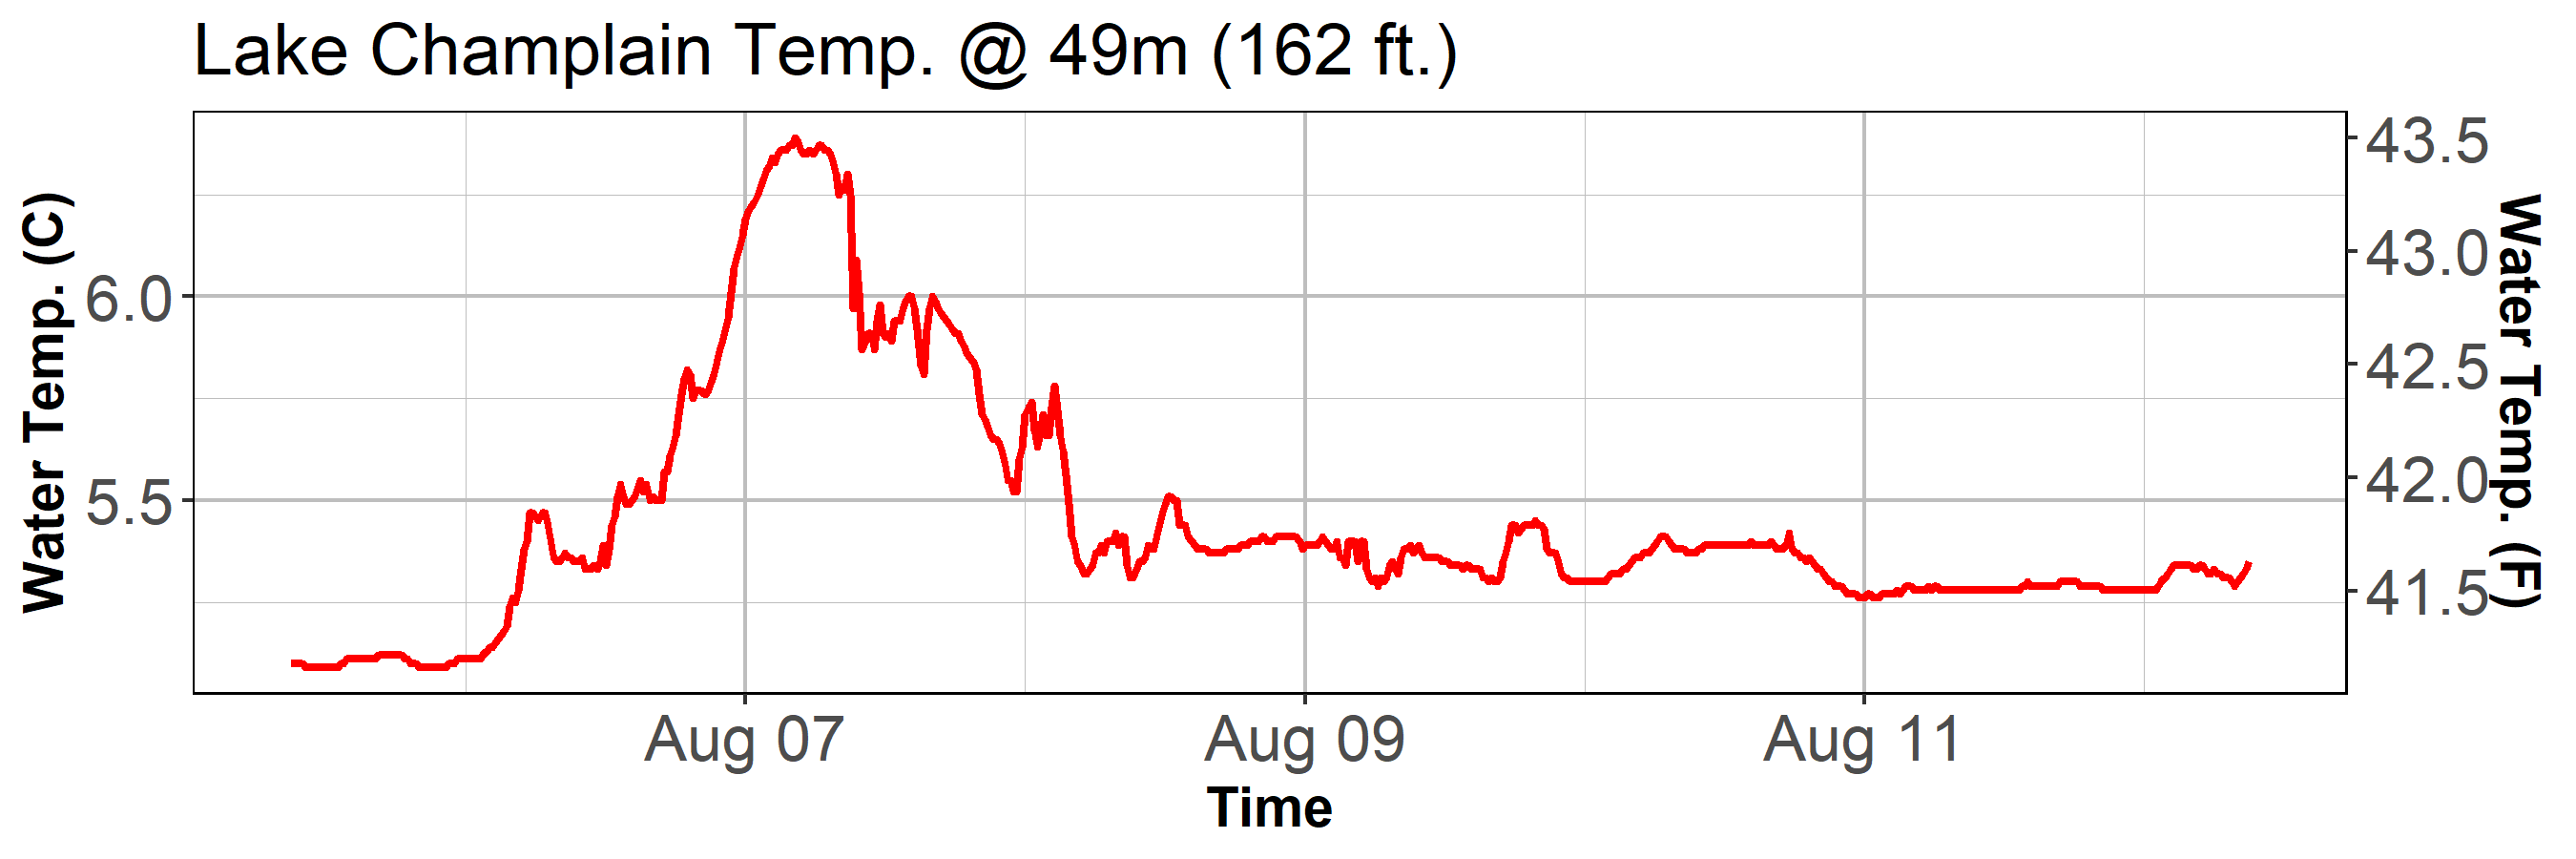 Lake Champlain Temp. @ 49m (162 ft.)
Water Temp. (C)
6.0
5.5
43.5
43.0
42.5
42.0
41.5
Water Temp. (F)
Aug 07
Aug 09
Aug 11
Time